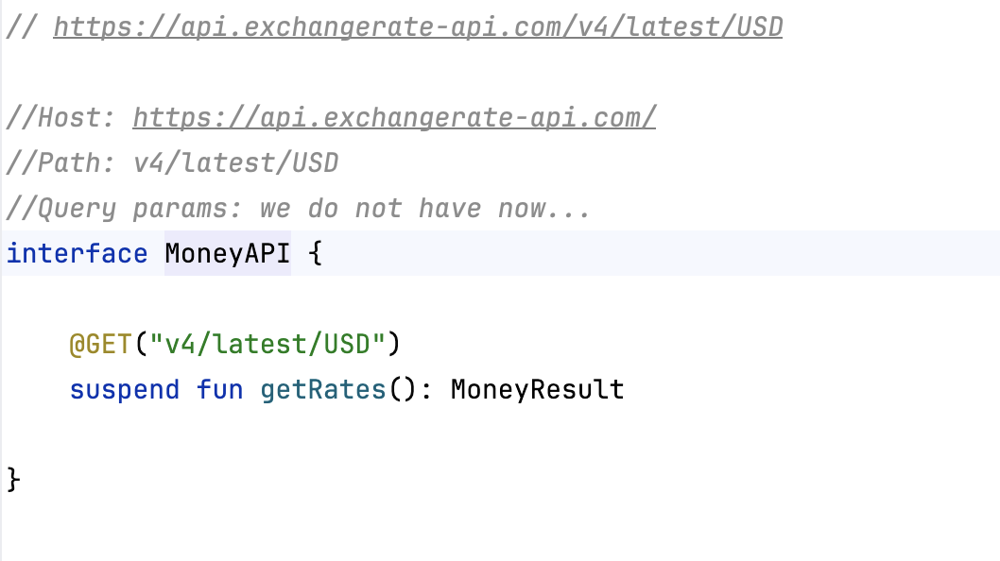 // https://api.exchangerate-api.com/v4/latest/USD
//Host: https://api.exchangerate-api.com/
//Path: v4/latest/USD
//Query params: we do not have now...
interface MoneyAPI {
@GET("v4/latest/USD")
suspend fun getRates(): MoneyResult
}